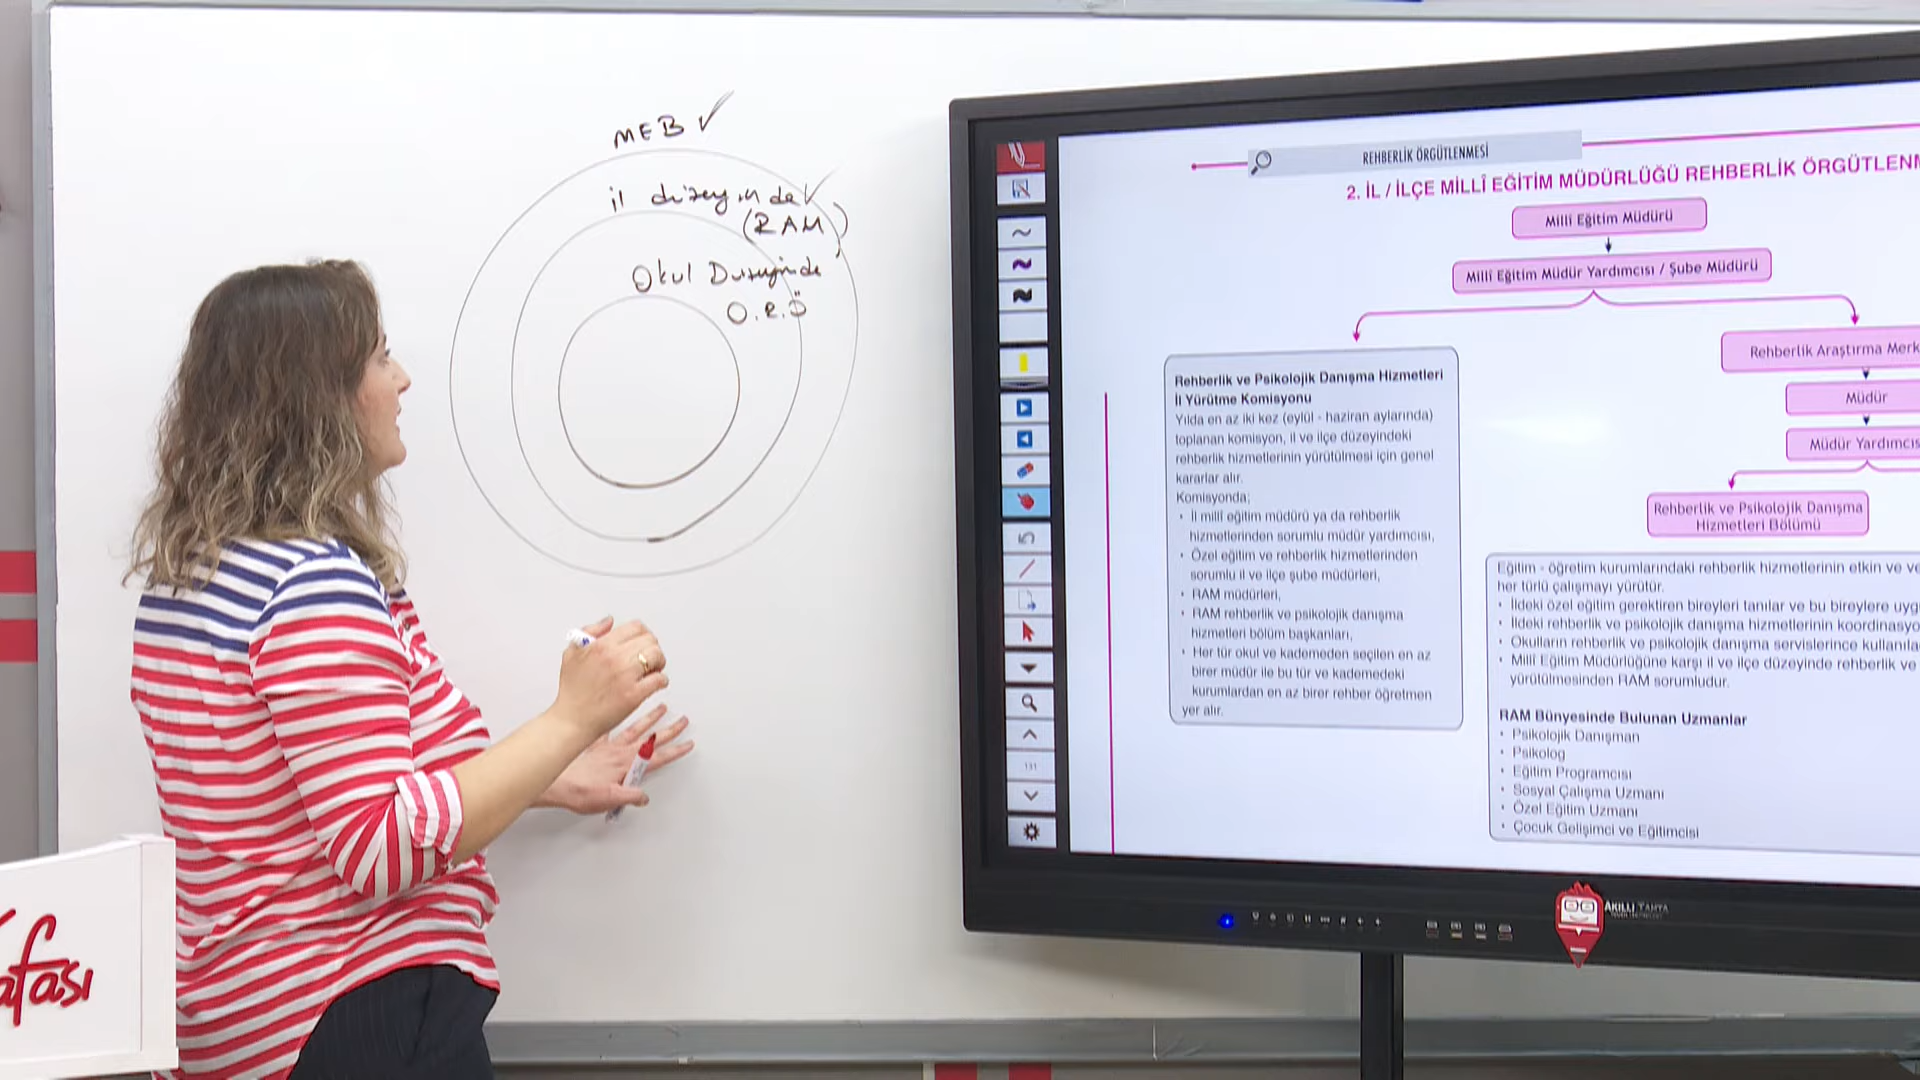 MEB ✓
il düzeyinde ✓
(RAM)
Okul Düzeyinde
O.R.Ö
REHBERLİK ÖRGÜTLENMESİ
2. İL / İLÇE MİLLÎ EĞİTİM MÜDÜRLÜĞÜ REHBERLİK
Millî Eğitim Müdürü
Millî Eğitim Müdür Yardımcısı / Şube Müdürü
Rehberlik Araştırma
Müdür
Müdür
Rehberlik ve Psikolojik Danışma
Hizmetleri Bölümü
Rehberlik ve Psikolojik Danışma Hizmetleri
İl Yürütme Komisyonu
Yılda en az iki kez (eylül - haziran aylarında)
toplanan komisyon, il ve ilçe düzeyindeki
rehberlik hizmetlerinin yürütülmesi için genel
kararlar alır.
Komisyonda;
• İl millî eğitim müdürü ya da rehberlik
hizmetlerinden sorumlu müdür yardımcısı,
• Özel eğitim ve rehberlik hizmetlerinden
sorumlu il ve ilçe şube müdürleri,
• RAM müdürleri,
• RAM rehberlik ve psikolojik danışma
hizmetleri bölüm başkanları,
• Her tür okul ve kademeden seçilen en az
birer müdür ile bu tür ve kademedeki
kurumlardan en az birer rehber öğretmen
yer alır.
Eğitim - öğretim kurumlarındaki rehberlik hizmetlerinin etkin ve
her türlü çalışmayı yürütür.
• İldeki özel eğitim gerektiren bireyleri tanılar ve bu bireylere
• İldeki rehberlik ve psikolojik danışma hizmetlerinin
• Okulların rehberlik ve psikolojik danışma servislerince
• Millî Eğitim Müdürlüğüne karşı il ve ilçe düzeyinde rehberlik ve
yürütülmesinden RAM sorumludur.
RAM Bünyesinde Bulunan Uzmanlar
• Psikolojik Danışman
• Psikolog
• Eğitim Programcısı
• Sosyal Çalışma Uzmanı
• Özel Eğitim Uzmanı
• Çocuk Gelişimci ve Eğitimcisi
131
AKILLI TAHTA
afası